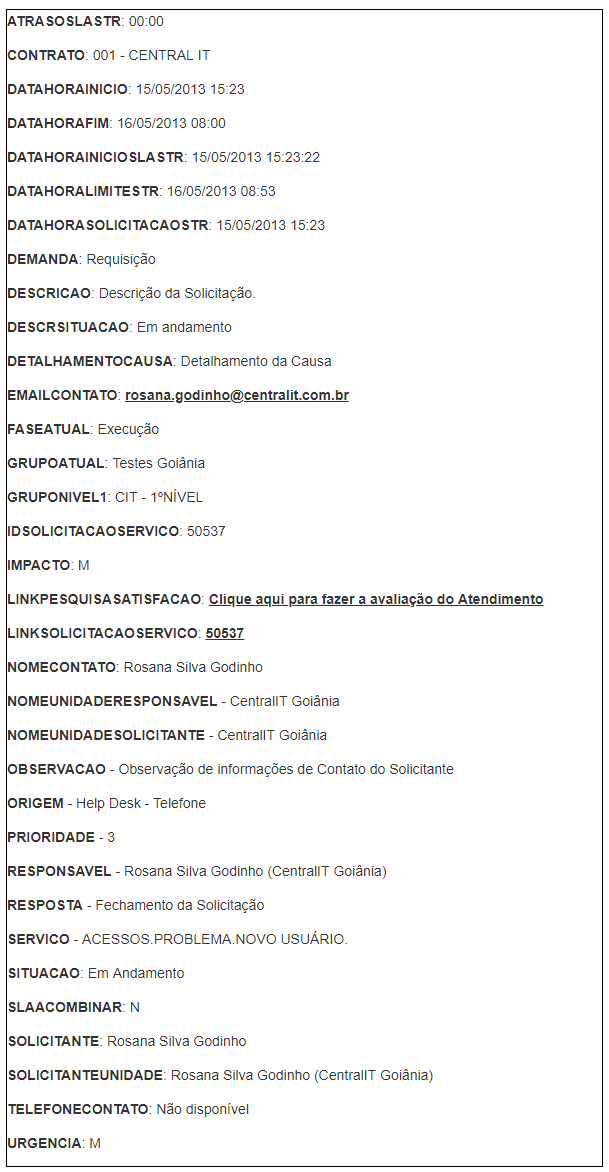 ATRASOSLASTR: 00:00
CONTRATO: 001 - CENTRAL IT
DATAHORAINICIO: 15/05/2013 15:23
DATAHORAFIM: 16/05/2013 08:00
DATAHORAINICIOSLASTR: 15/05/2013 15:23:22
DATAHORALIMITESTR: 16/05/2013 08:53
DATAHORASOLICITACAOSTR: 15/05/2013 15:23
DEMANDA: Requisição
DESCRICAO: Descrição da Solicitação.
DESCRSITUACAO: Em andamento
DETALHAMENTOCAUSA: Detalhamento da Causa
EMAILCONTATO: rosana.godinho@centralit.com.br
FASEATUAL: Execução
GRUPOATUAL: Testes Goiânia
GRUPONIVEL1: CIT - 1ºNÍVEL
IDSOLICITACAOSERVICO: 50537
IMPACTO: M
LINKPESQUISASATISFACAO: Clique aqui para fazer a avaliação do Atendimento
LINKSOLICITACAOSERVICO: 50537
NOMECONTATO: Rosana Silva Godinho
NOMEUNIDADERESPONSAVEL - CentralIT Goiânia
NOMEUNIDADESOLICITANTE - CentralIT Goiânia
OBSERVACAO - Observação de informações de Contato do Solicitante
ORIGEM - Help Desk - Telefone
PRIORIDADE - 3
RESPONSAVEL - Rosana Silva Godinho (CentralIT Goiânia)
RESPOSTA - Fechamento da Solicitação
SERVICO - ACESSOS.PROBLEMA.NOVO USUÁRIO.
SITUACAO: Em Andamento
SLAACOMBINAR: N
SOLICITANTE: Rosana Silva Godinho
SOLICITANTEUNIDADE: Rosana Silva Godinho (CentralIT Goiânia)
TELEFONECONTATO: Não disponível
URGENCIA: M